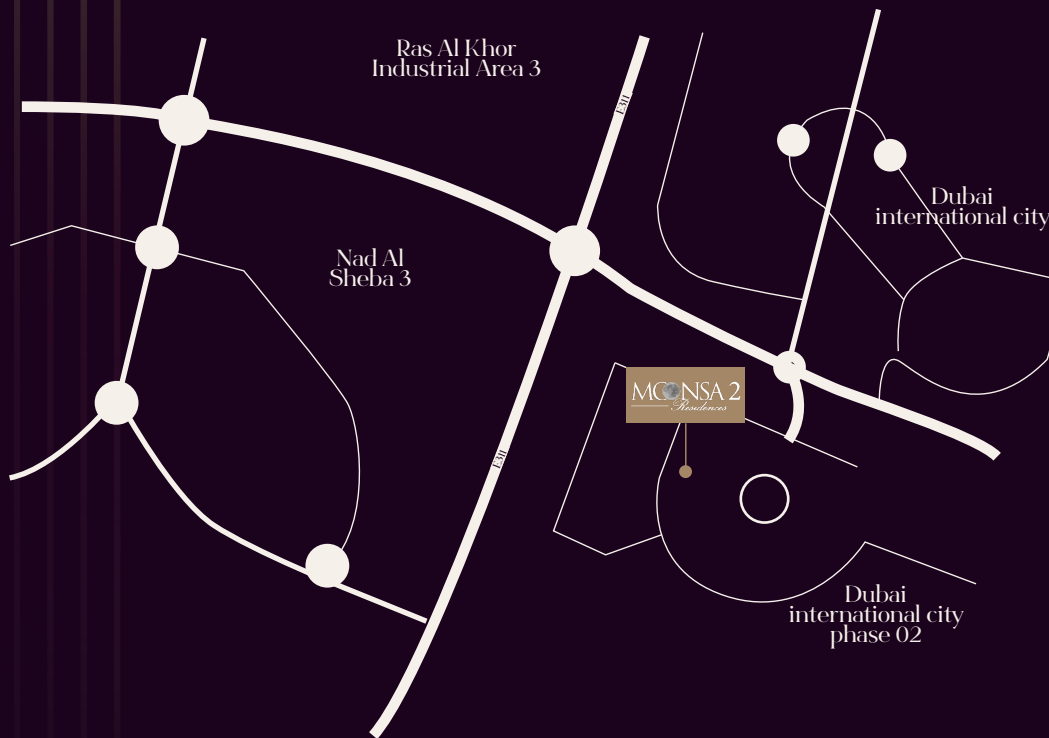 Ras Al Khor
Industrial Area 3
E311
Dubai
international city
Nad Al
Sheba 3
MOONSA 2
Residences
E311
Dubai
international city
phase 02